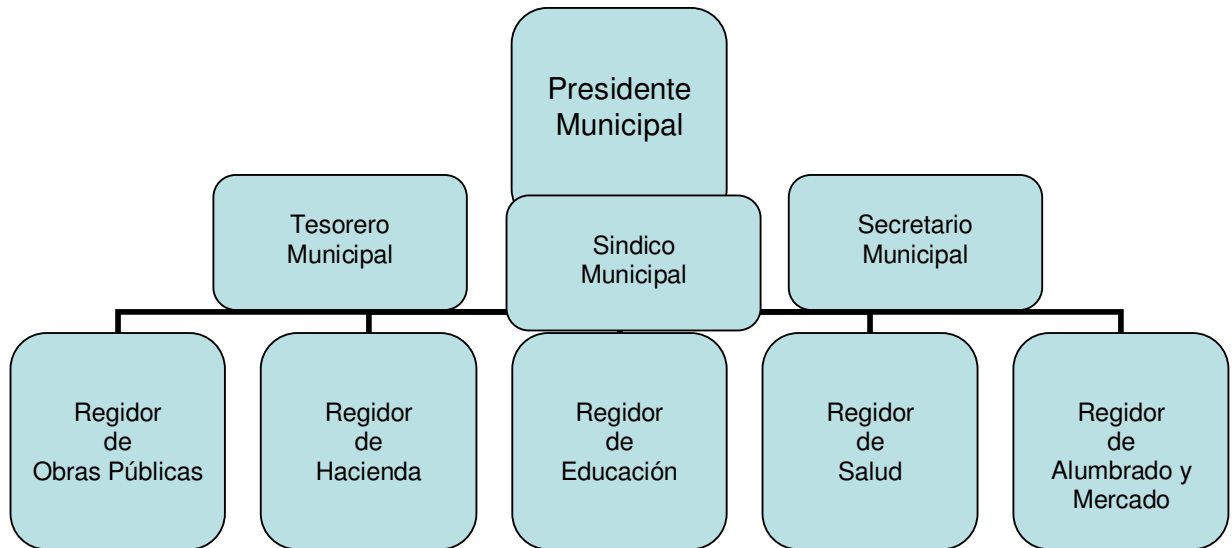 Presidente
Municipal
Tesorero
Municipal
Sindico
Municipal
Secretario
Municipal
Regidor
de
Obras Públicas
Regidor
de
Hacienda
Regidor
de
Educación
Regidor
de
Salud
Regidor
de
Alumbrado y
Mercado